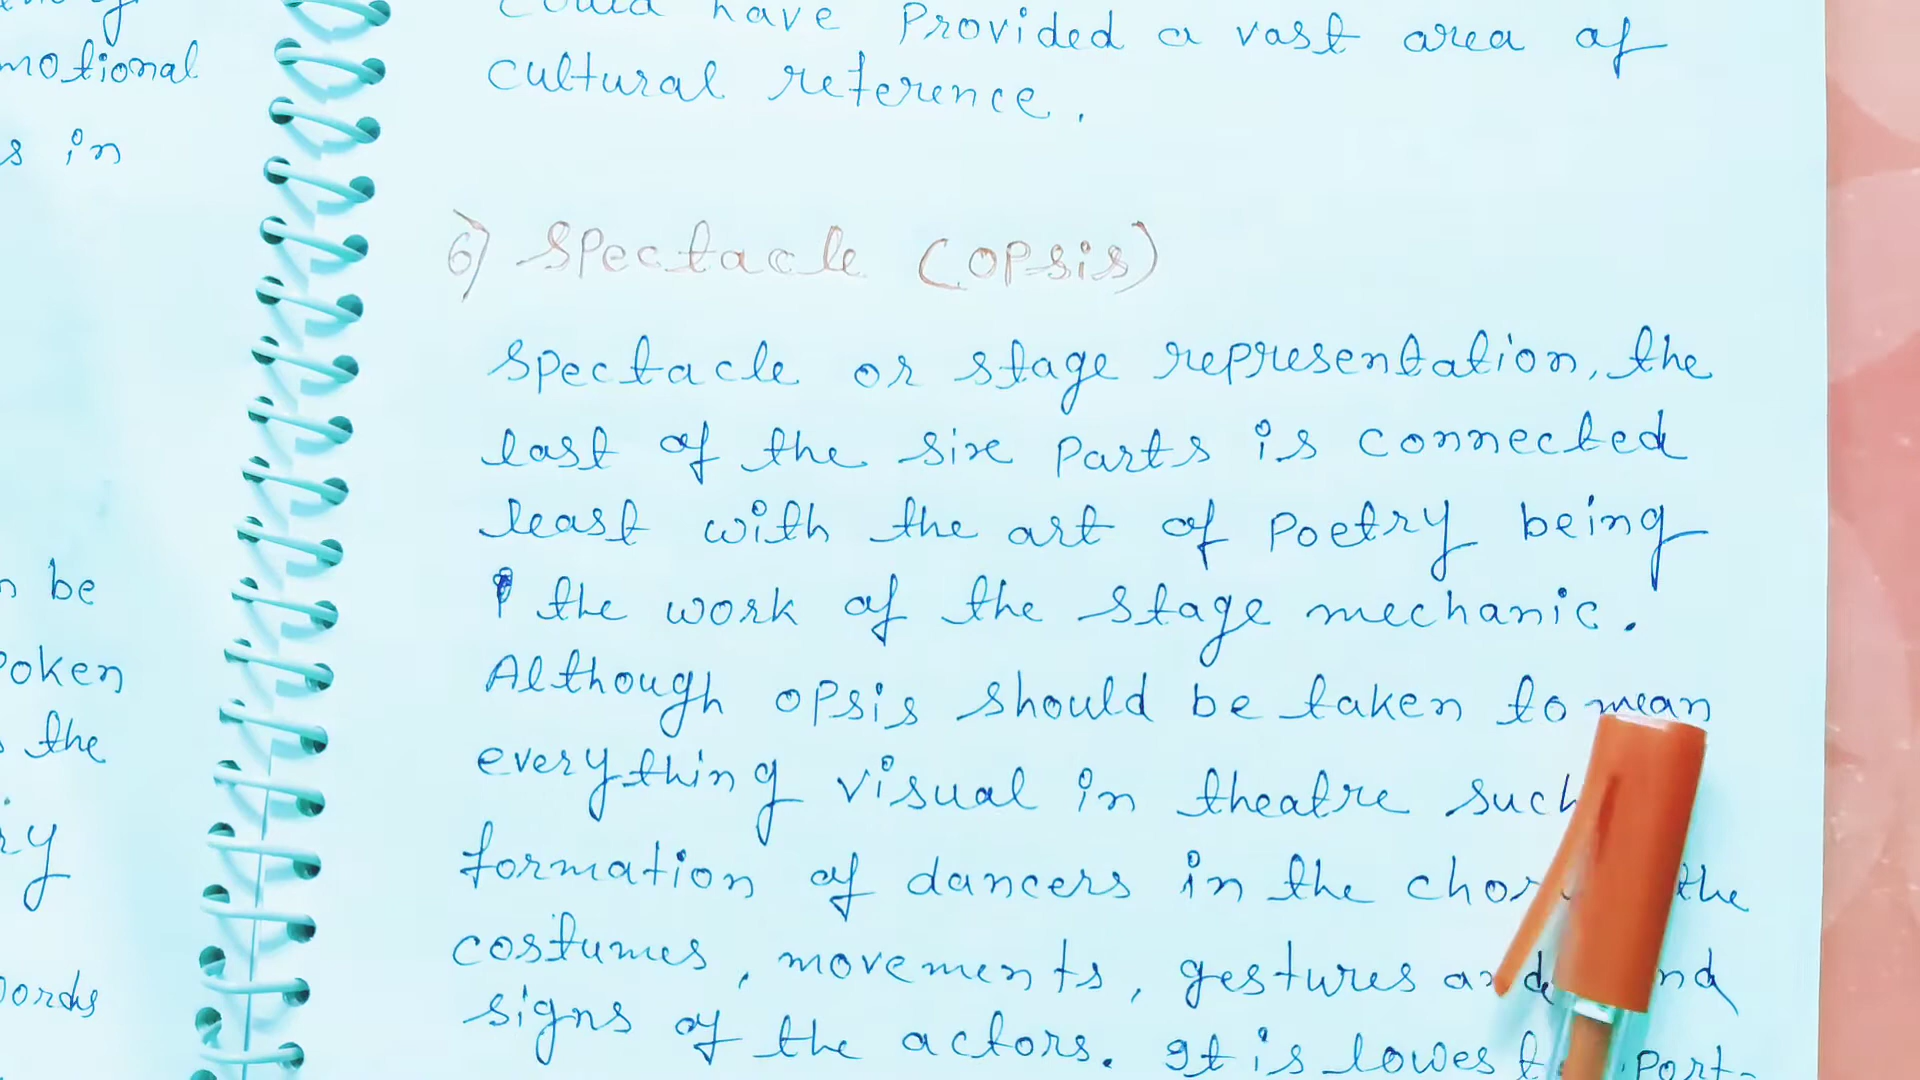 motional
s in
n be
poken
s the
ry
words
could have Provided a vast area of
cultural reference.
6) Spectacle (Opsis)
Spectacle or stage representation, the
last of the six parts is connected
least with the art of Poetry being
the work of the stage mechanic.
Although opsis should be taken to mean
everything visual in theatre such
formation of dancers in the the
costumes, movements, gestures and
signs of the actors. It is lowest